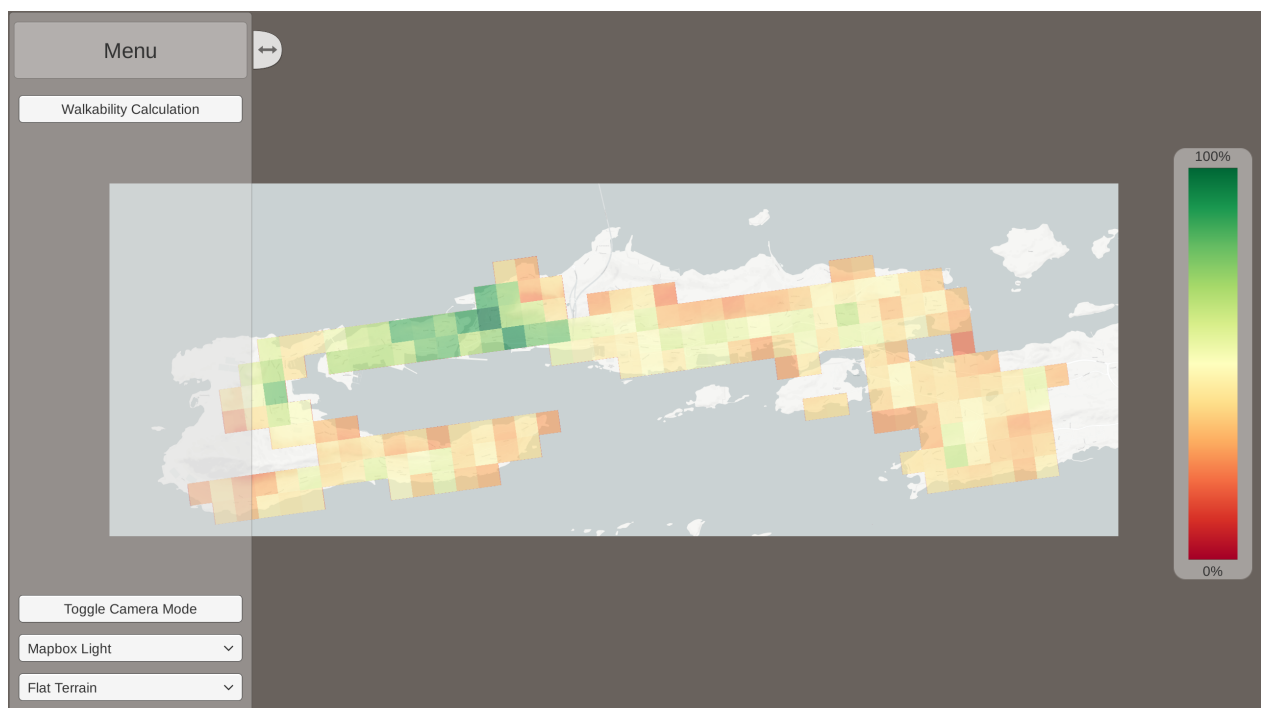 Menu
Walkability Calculation
100%
0%
Toggle Camera Mode
Mapbox Light
Flat Terrain